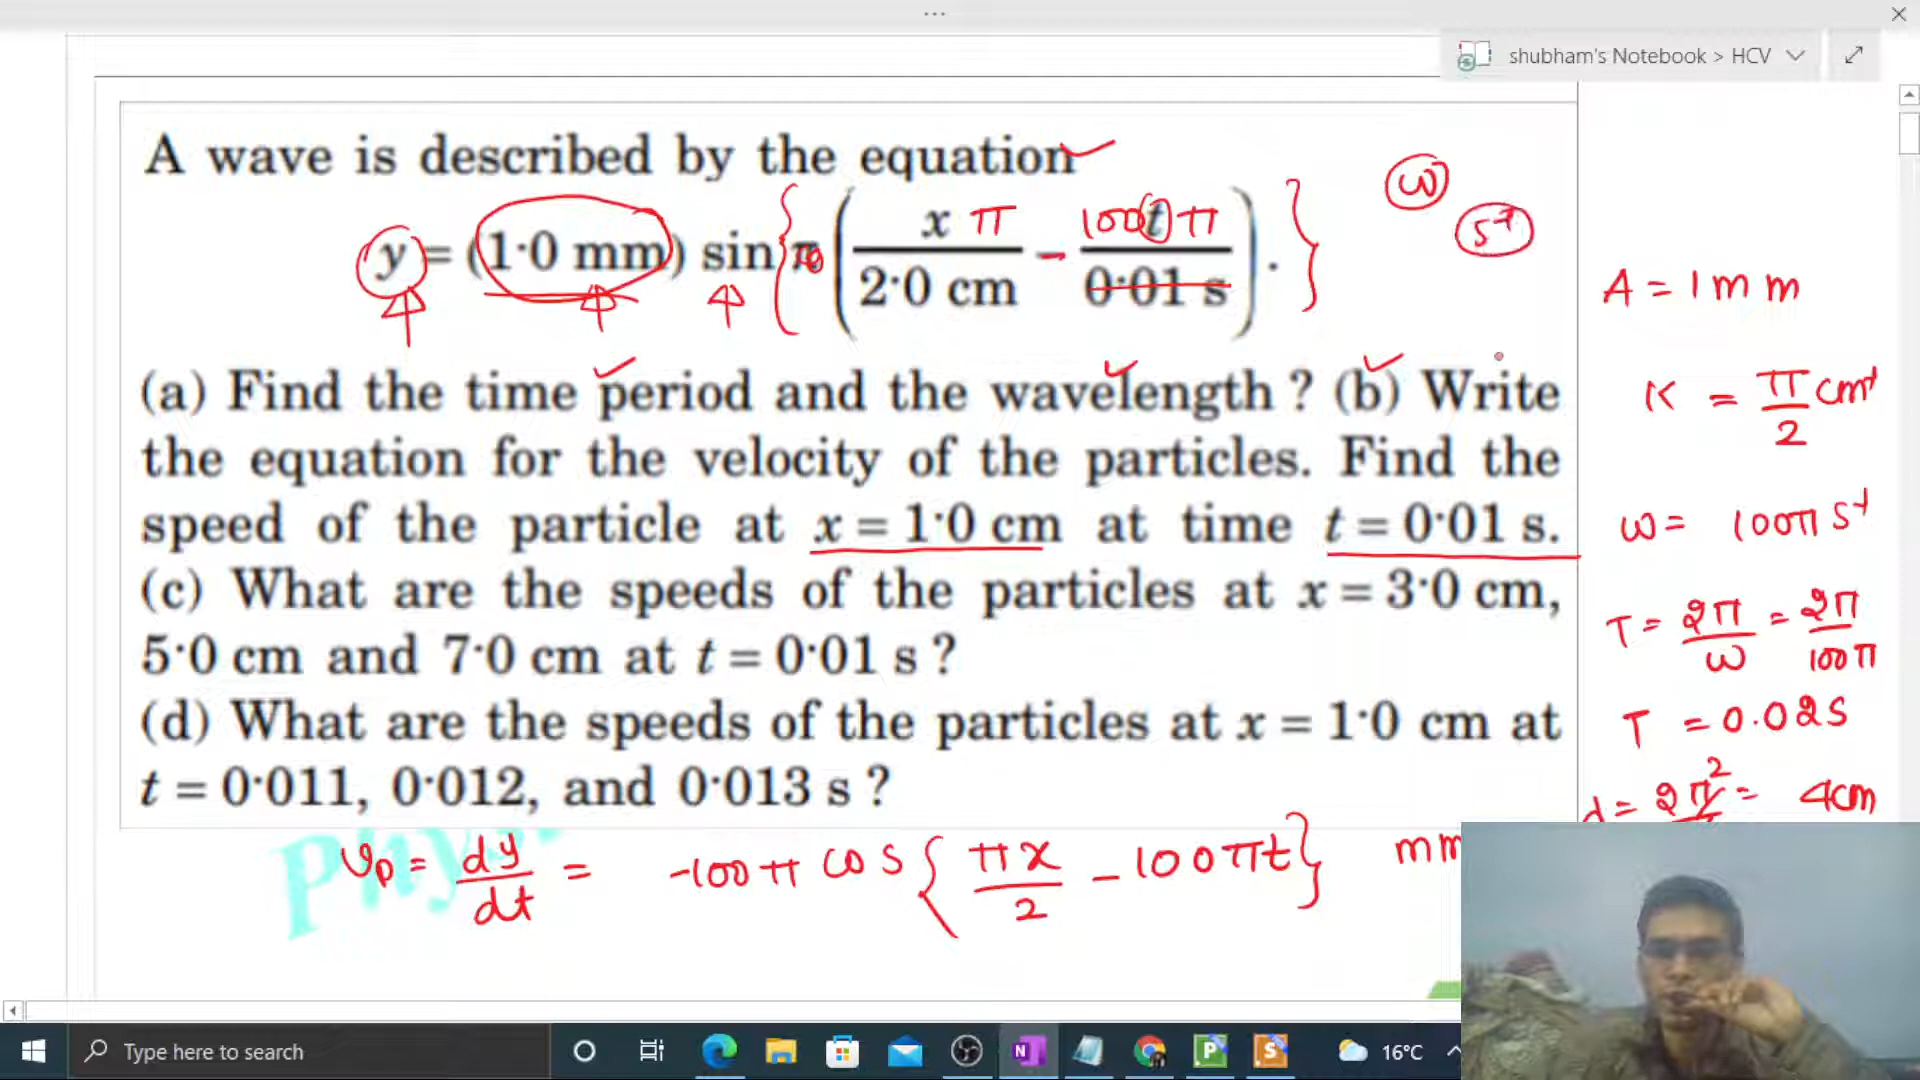 shubham's Notebook > HCV
A wave is described by the equation
y = (1·0 mm) sin π ( x π / 2·0 cm − 100 t π / 0·01 s ) .
ω
s⁻¹
(a) Find the time period and the wavelength ? (b) Write
the equation for the velocity of the particles. Find the
speed of the particle at x = 1·0 cm at time t = 0·01 s.
(c) What are the speeds of the particles at x = 3·0 cm,
5·0 cm and 7·0 cm at t = 0·01 s ?
(d) What are the speeds of the particles at x = 1·0 cm at
t = 0·011, 0·012, and 0·013 s ?
A = 1 mm
K = π/2 cm⁻¹
ω = 100π s⁻¹
T = 2π/ω = 2π/100π
T = 0.02 s
= 4cm
Vp = dy/dt = -100 π cos { πx/2 − 100πt }
Type here to search
16°C